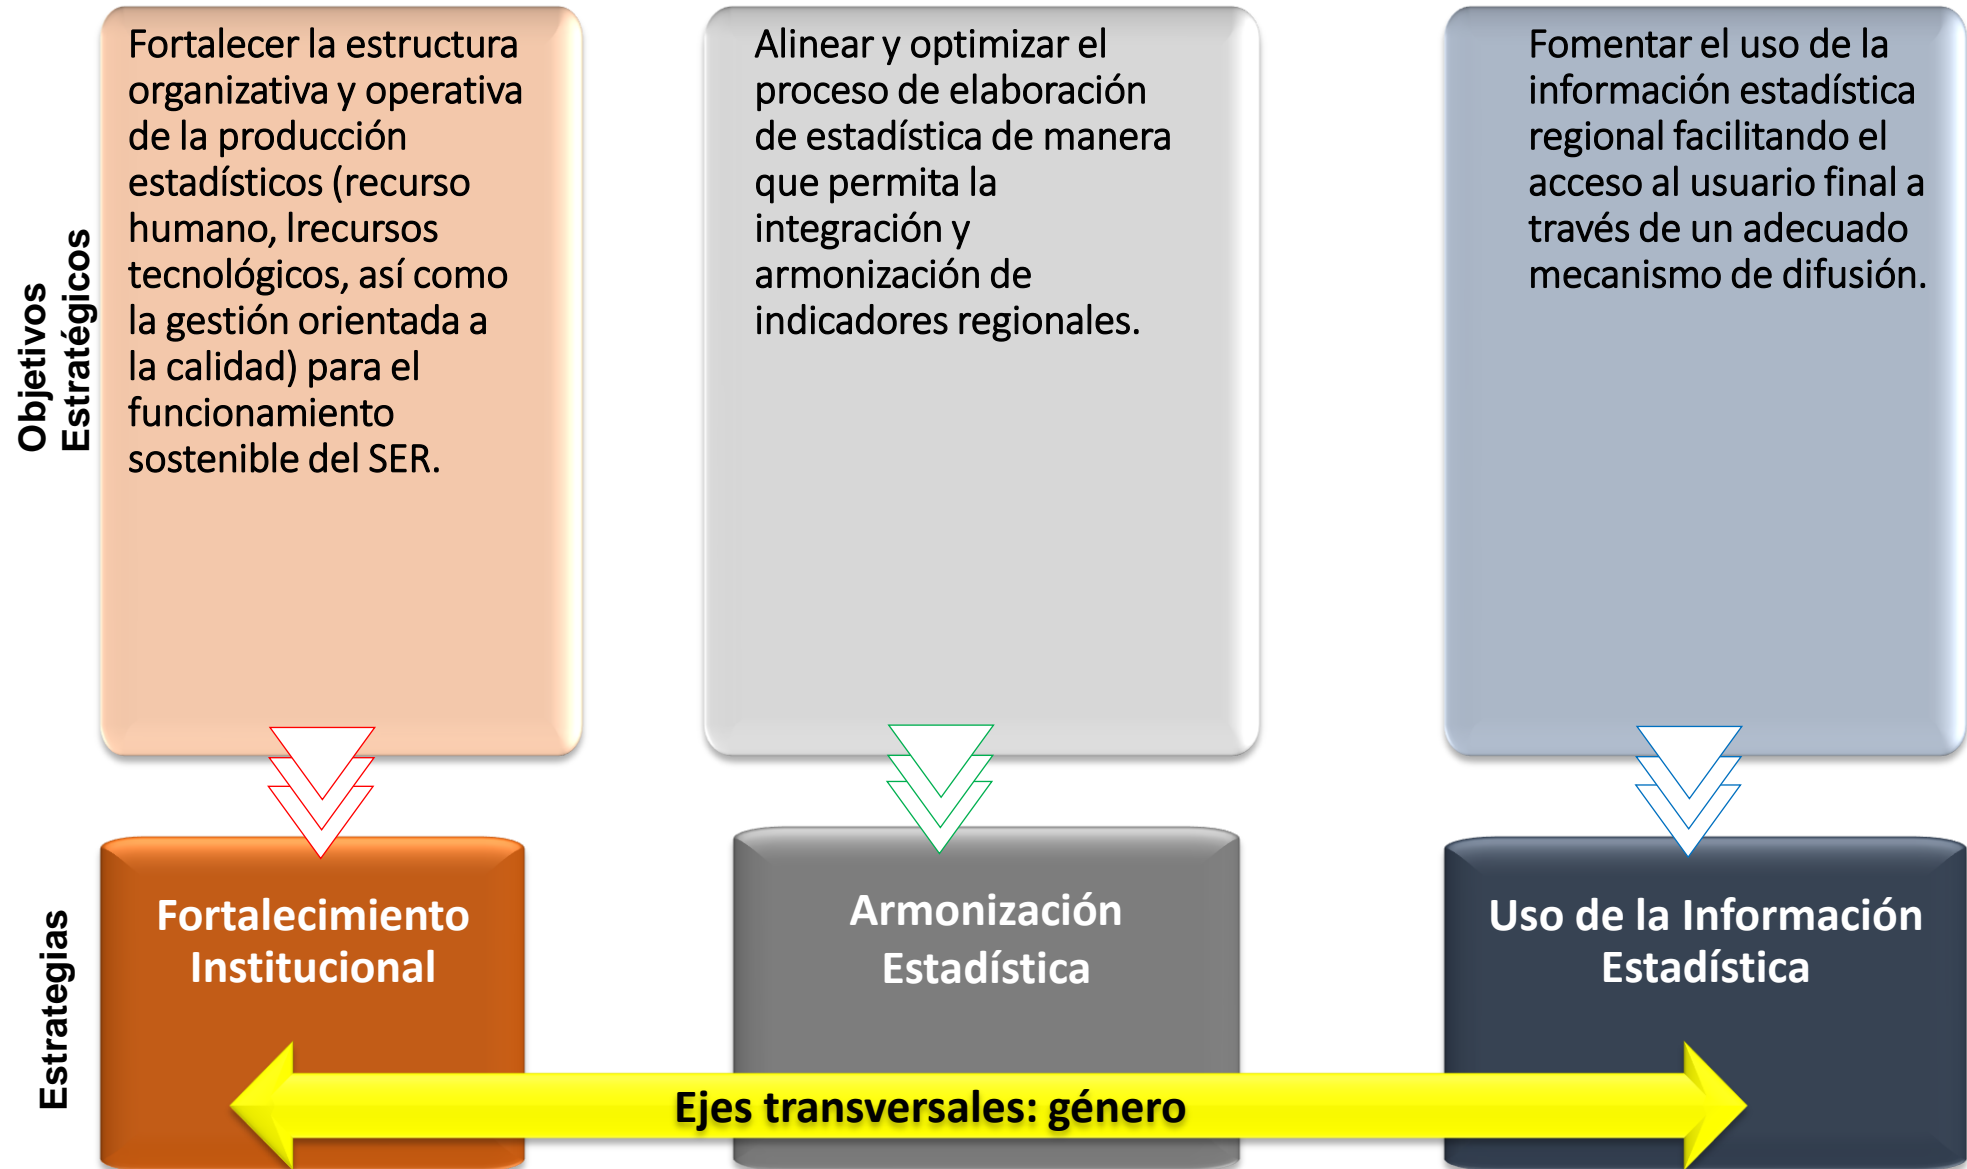 Objetivos
Estratégicos
Fortalecer la estructura
organizativa y operativa
de la producción
estadísticos (recurso
humano, lrecursos
tecnológicos, así como
la gestión orientada a
la calidad) para el
funcionamiento
sostenible del SER.
Alinear y optimizar el
proceso de elaboración
de estadística de manera
que permita la
integración y
armonización de
indicadores regionales.
Fomentar el uso de la
información estadística
regional facilitando el
acceso al usuario final a
través de un adecuado
mecanismo de difusión.
Estrategias
Fortalecimiento
Institucional
Armonización
Estadística
Uso de la Información
Estadística
Ejes transversales: género